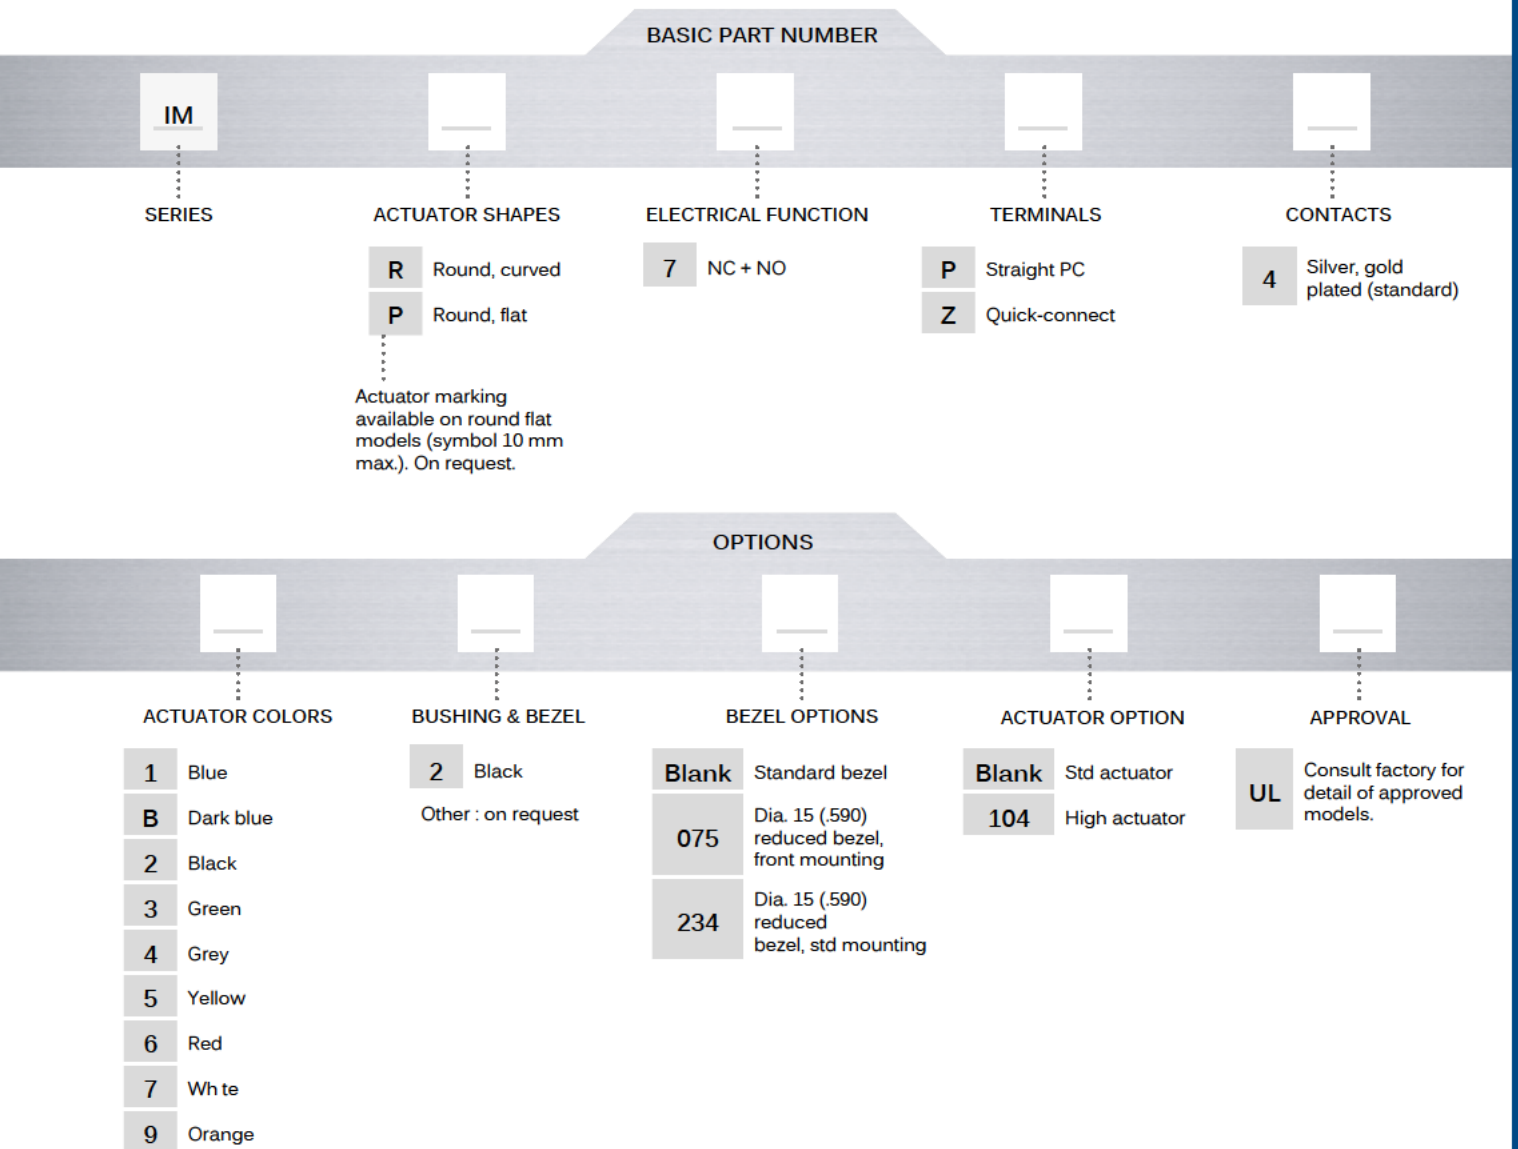 BASIC PART NUMBER
IM
SERIES
ACTUATOR SHAPES
R Round, curved
P Round, flat
Actuator marking
available on round flat
models (symbol 10 mm
max.). On request.
ELECTRICAL FUNCTION
7 NC + NO
TERMINALS
P Straight PC
Z Quick-connect
CONTACTS
4 Silver, gold
plated (standard)
OPTIONS
ACTUATOR COLORS
1 Blue
B Dark blue
2 Black
3 Green
4 Grey
5 Yellow
6 Red
7 Wh te
9 Orange
BUSHING & BEZEL
2 Black
Other : on request
BEZEL OPTIONS
Blank Standard bezel
075 Dia. 15 (.590)
reduced bezel,
front mounting
234 Dia. 15 (.590)
reduced
bezel, std mounting
ACTUATOR OPTION
Blank Std actuator
104 High actuator
APPROVAL
UL Consult factory for
detail of approved
models.